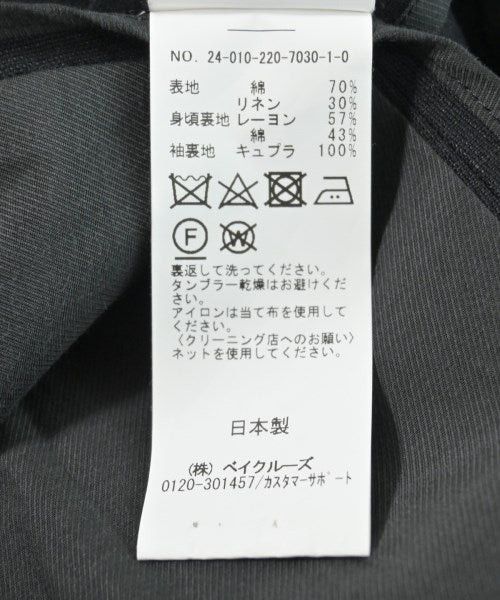 NO. 24-010-220-7030-1-0
表地 綿 70%
リネン 30%
身頃裏地 レーヨン 57%
綿 43%
袖裏地 キュプラ 100%
F W
裏返して洗ってください。
タンブラー乾燥はお避けくださ
い。
アイロンは当て布を使用して
ください。
〈クリーニング店へのお願い〉
ネットを使用してください。
日本製
(株) ベイクルーズ
0120-301457/カスタマーサポート